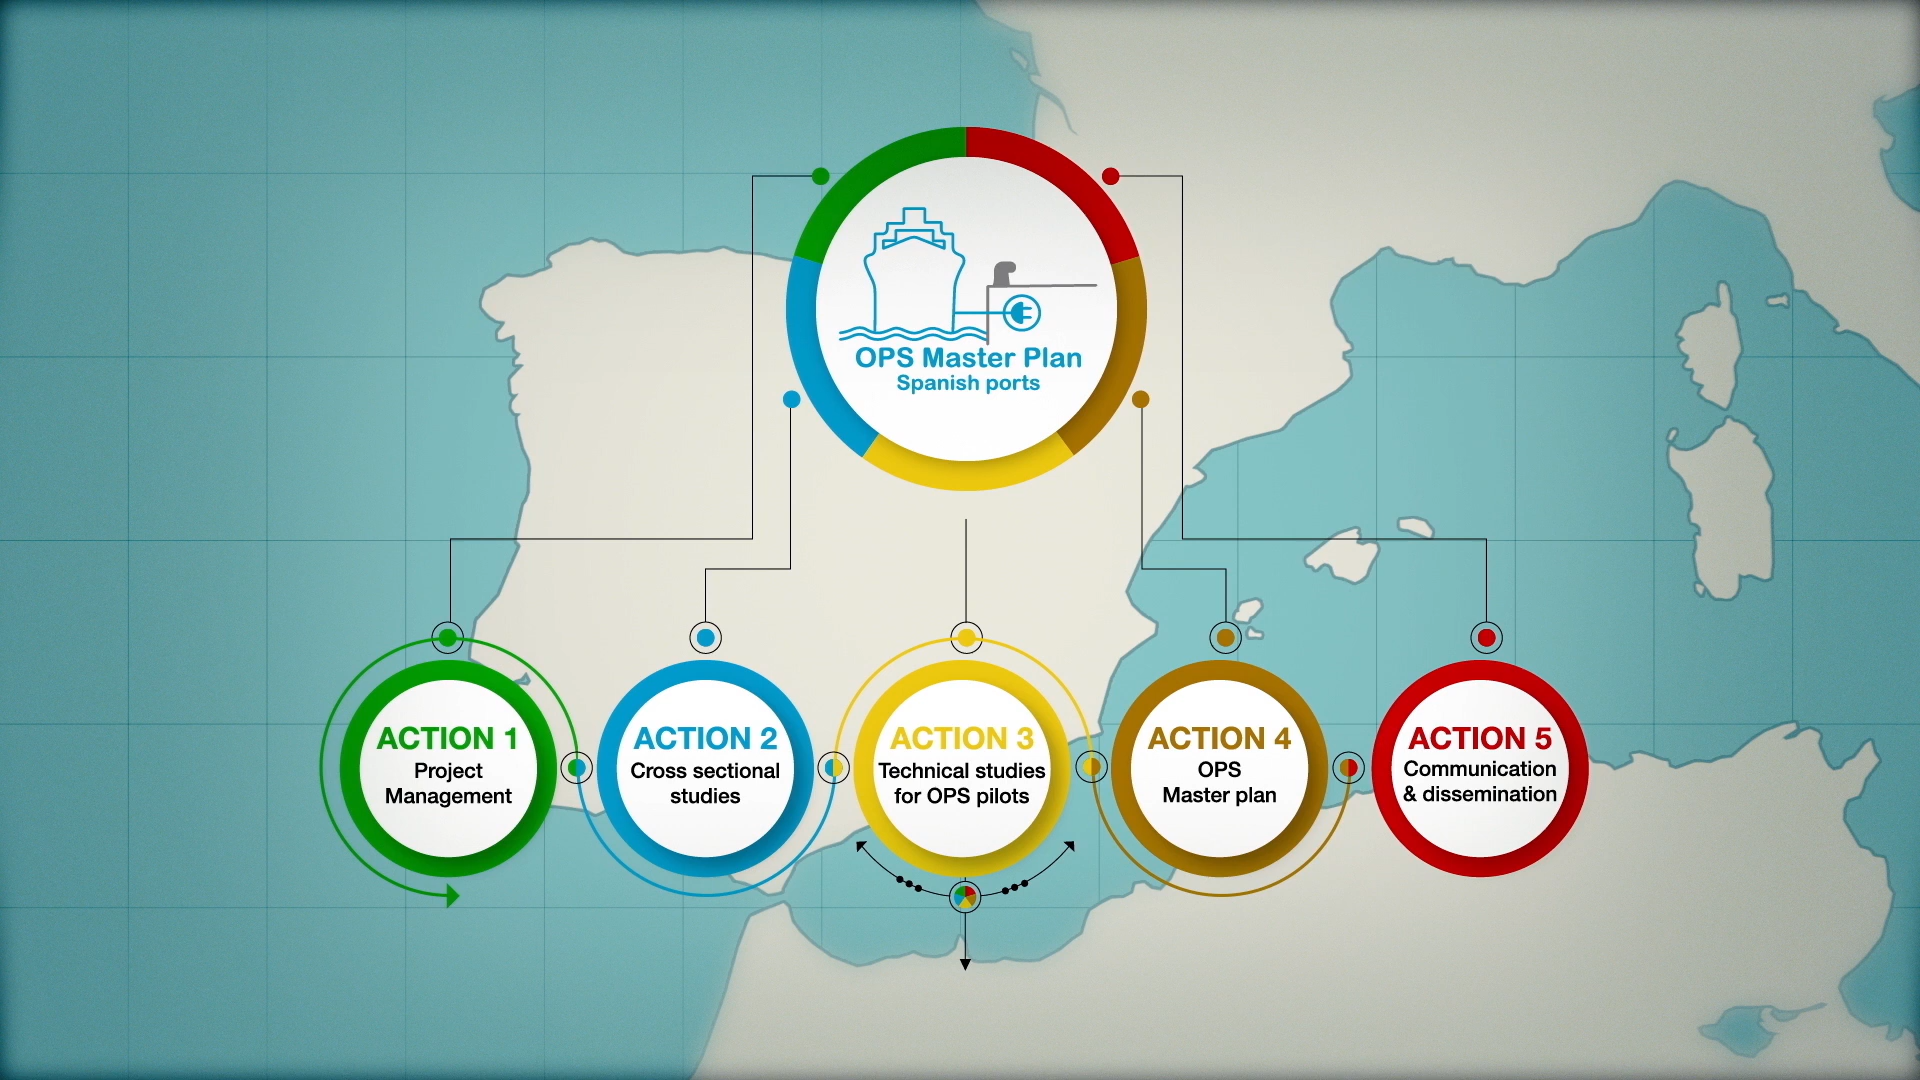 OPS Master Plan
Spanish ports
ACTION 1
Project
Management
ACTION 2
Cross sectional
studies
ACTION 3
Technical studies
for OPS pilots
ACTION 4
OPS
Master plan
ACTION 5
Communication
& dissemination